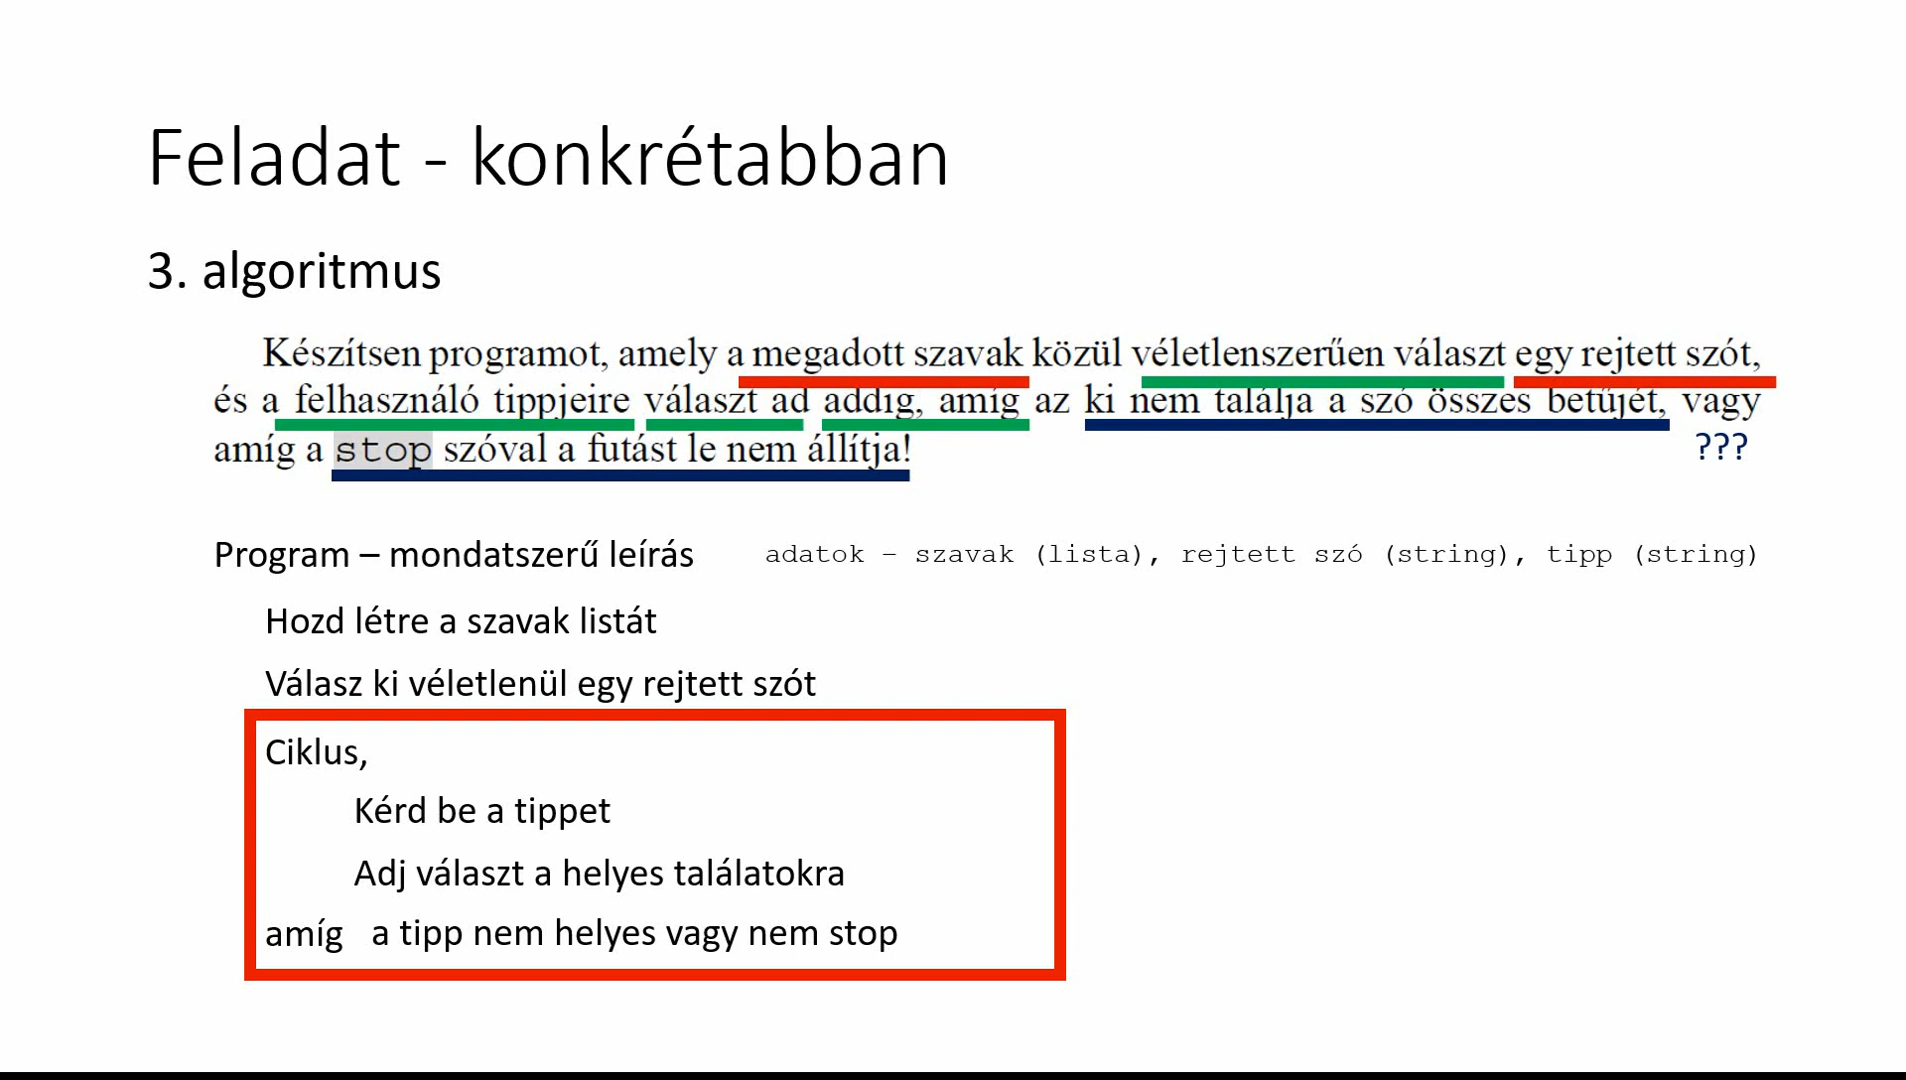 Feladat - konkrétabban
3. algoritmus
Készítsen programot, amely a megadott szavak közül véletlenszerűen választ egy rejtett szót,
és a felhasználó tippjeire választ ad addig, amíg az ki nem találja a szó összes betűjét, vagy
amíg a stop szóval a futást le nem állítja!
???
Program – mondatszerű leírás
adatok – szavak (lista), rejtett szó (string), tipp (string)
Hozd létre a szavak listát
Válasz ki véletlenül egy rejtett szót
Ciklus,
Kérd be a tippet
Adj választ a helyes találatokra
amíg a tipp nem helyes vagy nem stop